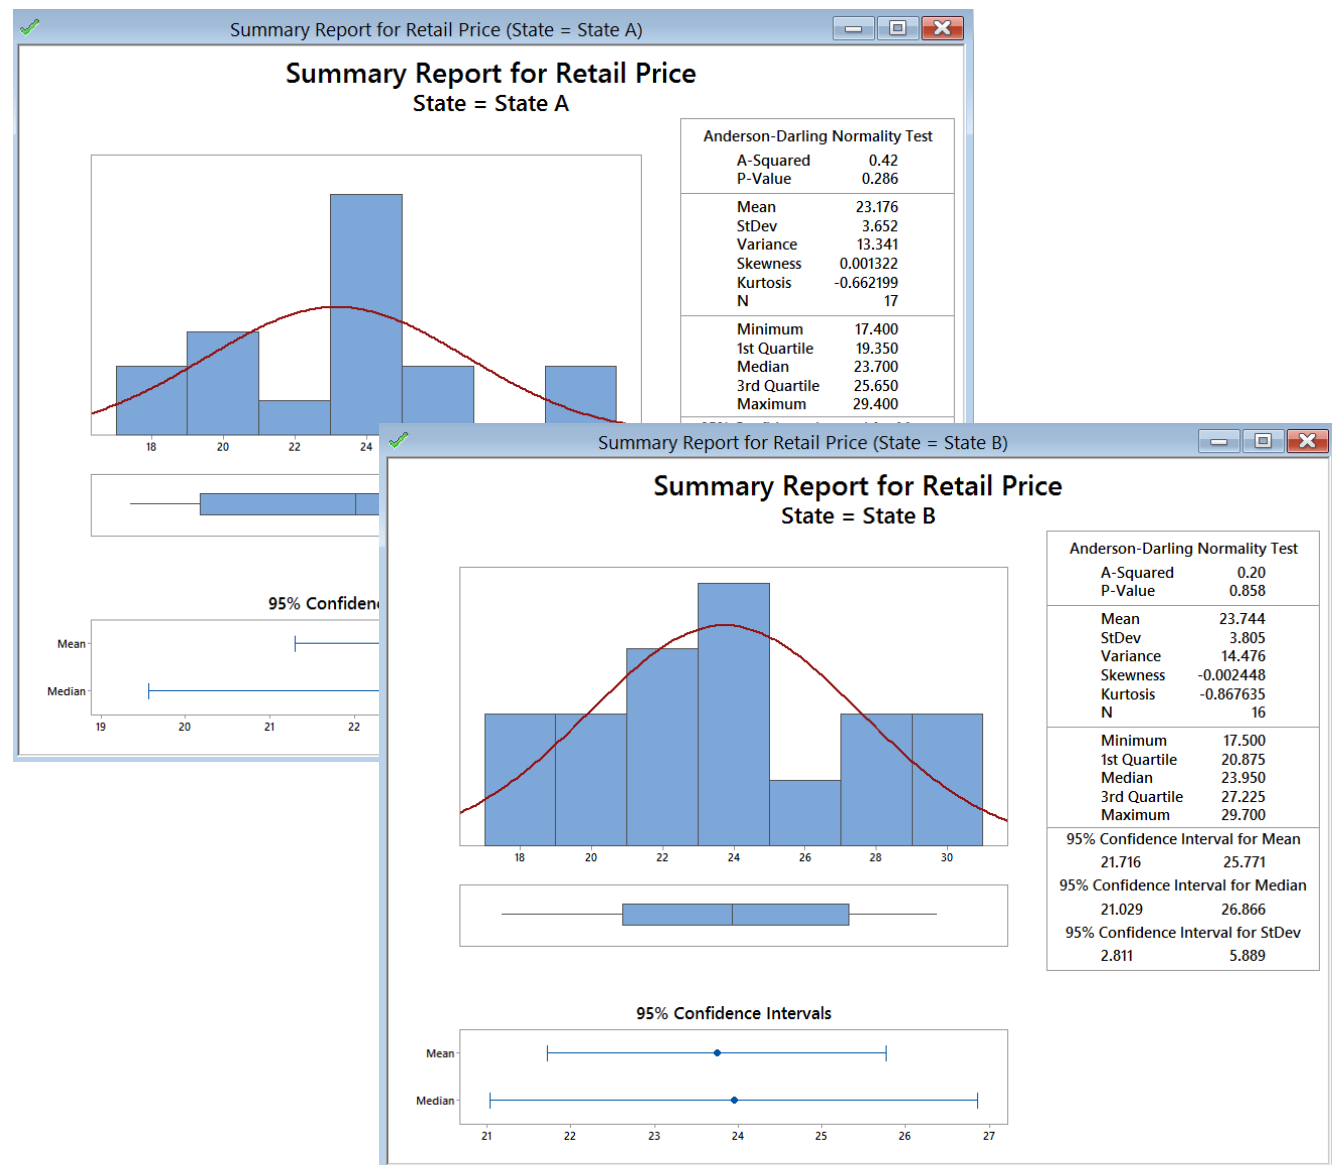 Summary Report for Retail Price (State = State A)
Summary Report for Retail Price
State = State A
Anderson-Darling Normality Test
A-Squared 0.42
P-Value 0.286
Mean 23.176
StDev 3.652
Variance 13.341
Skewness 0.001322
Kurtosis -0.662199
N 17
Minimum 17.400
1st Quartile 19.350
Median 23.700
3rd Quartile 25.650
Maximum 29.400
18 20 22 24
95% Confiden
Mean
Median
19 20 21 22
Summary Report for Retail Price (State = State B)
Summary Report for Retail Price
State = State B
Anderson-Darling Normality Test
A-Squared 0.20
P-Value 0.858
Mean 23.744
StDev 3.805
Variance 14.476
Skewness -0.002448
Kurtosis -0.867635
N 16
Minimum 17.500
1st Quartile 20.875
Median 23.950
3rd Quartile 27.225
Maximum 29.700
95% Confidence Interval for Mean
21.716 25.771
95% Confidence Interval for Median
21.029 26.866
95% Confidence Interval for StDev
2.811 5.889
18 20 22 24 26 28 30
95% Confidence Intervals
Mean
Median
21 22 23 24 25 26 27